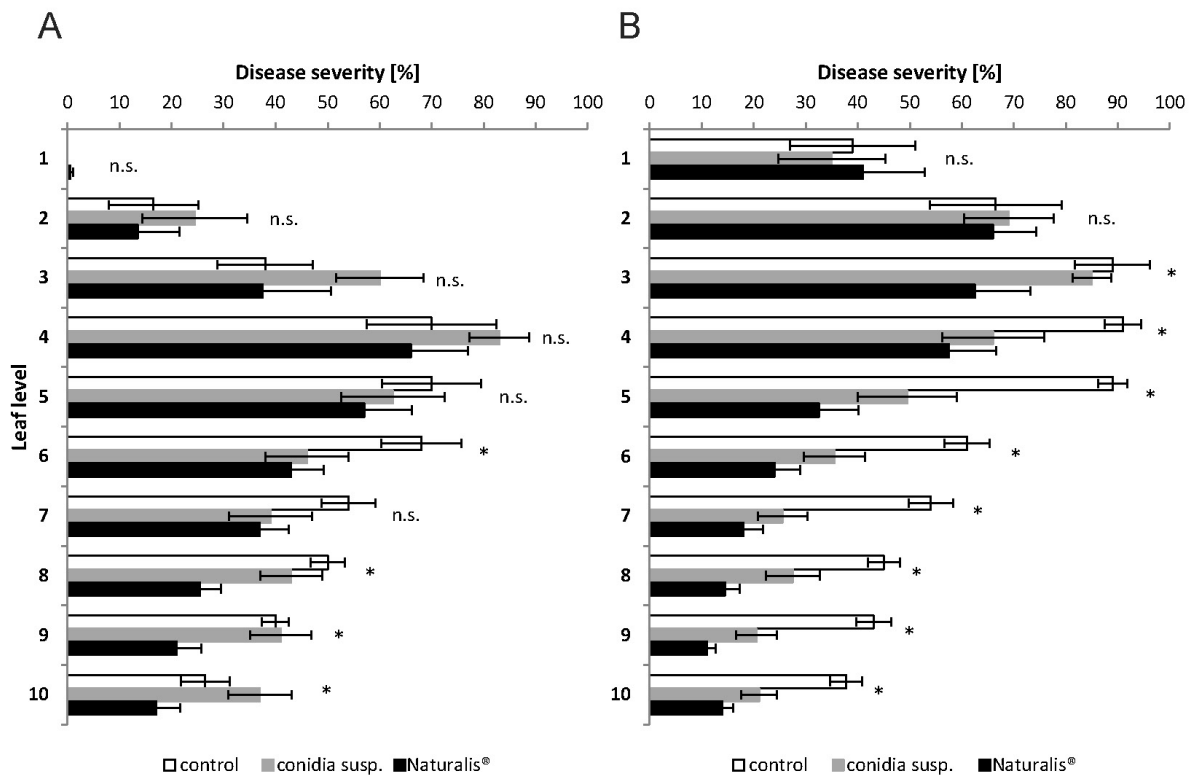 A B
Disease severity [%] Disease severity [%]
0 10 20 30 40 50 60 70 80 90 100 0 10 20 30 40 50 60 70 80 90 100
1 n.s. 1 n.s.
2 n.s. 2 n.s.
3 n.s. 3 *
4 n.s. 4 *
Leaf level
5 n.s. 5 *
6 * 6 *
7 n.s. 7 *
8 * 8 *
9 * 9 *
10 * 10 *
control conidia susp. Naturalis® control conidia susp. Naturalis®